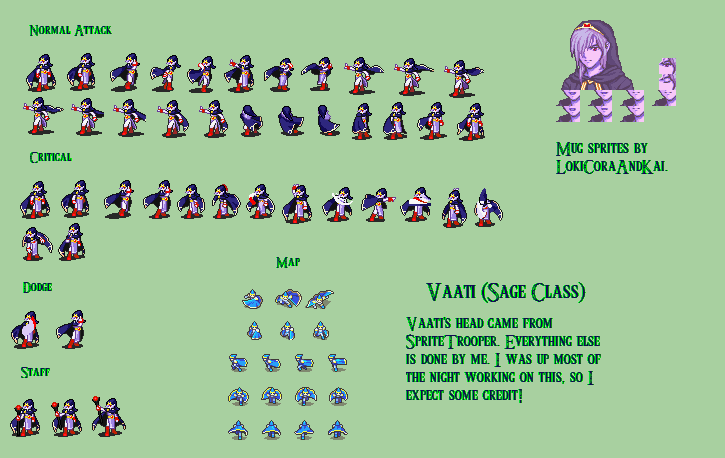 Normal Attack
Mug sprites by
LokiCoraAndKai.
Critical
Map
Dodge
Staff
Vaati (Sage Class)
Vaati's head came from
SpriteTrooper. Everything else
is done by me. I was up most of
the night working on this, so I
expect some credit!